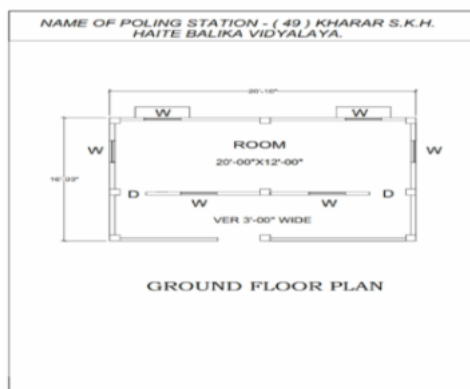 NAME OF POLING STATION - ( 49 ) KHARAR S.K.H.
HAITE BALIKA VIDYALAYA.
W W
W ROOM W
20'-00"X12'-00"
D W W D
VER 3'-00" WIDE
GROUND FLOOR PLAN